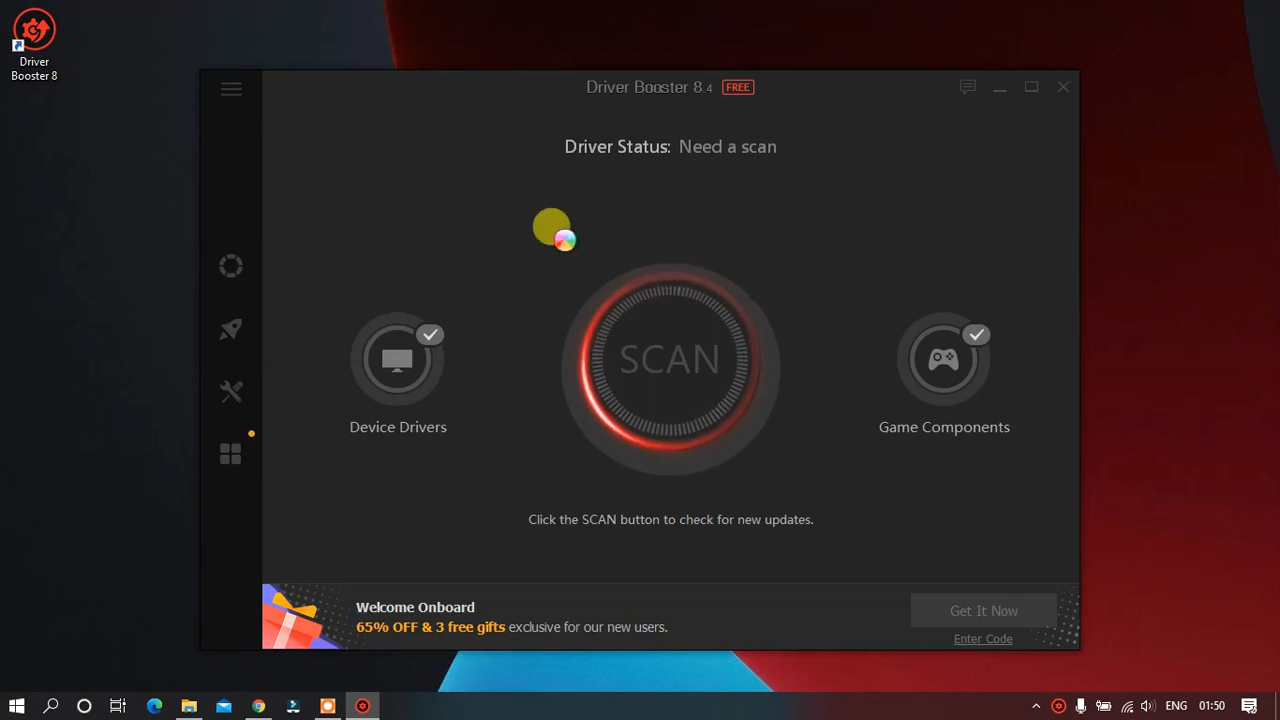 Driver
Booster 8
Driver Booster 8.4 FREE
Driver Status: Need a scan
SCAN
Device Drivers
Game Components
Click the SCAN button to check for new updates.
Welcome Onboard
65% OFF & 3 free gifts exclusive for our new users.
Get It Now
Enter Code
ENG
01:50